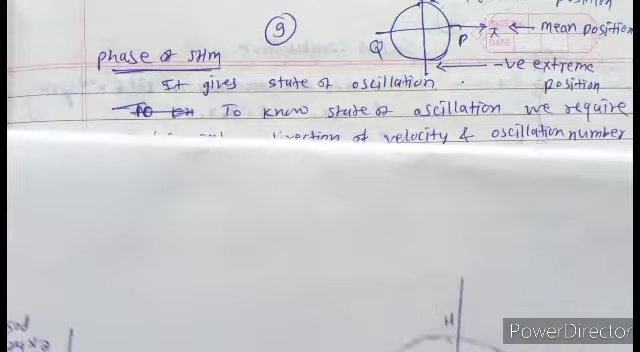 position
9
x ← mean position
DATE
Q
P
phase of SHM
← -ve extreme
position
It gives state of oscillation
To know state of oscillation we require
direction of velocity & oscillation number
H
PowerDirector